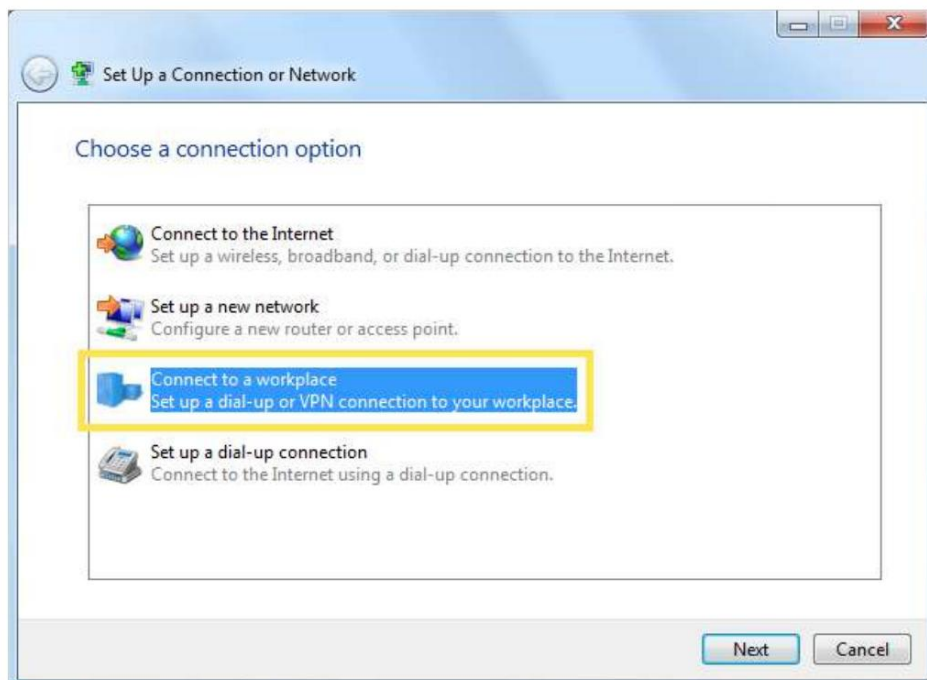 Set Up a Connection or Network
Choose a connection option
Connect to the Internet
Set up a wireless, broadband, or dial-up connection to the Internet.
Set up a new network
Configure a new router or access point.
Connect to a workplace
Set up a dial-up or VPN connection to your workplace.
Set up a dial-up connection
Connect to the Internet using a dial-up connection.
Next Cancel